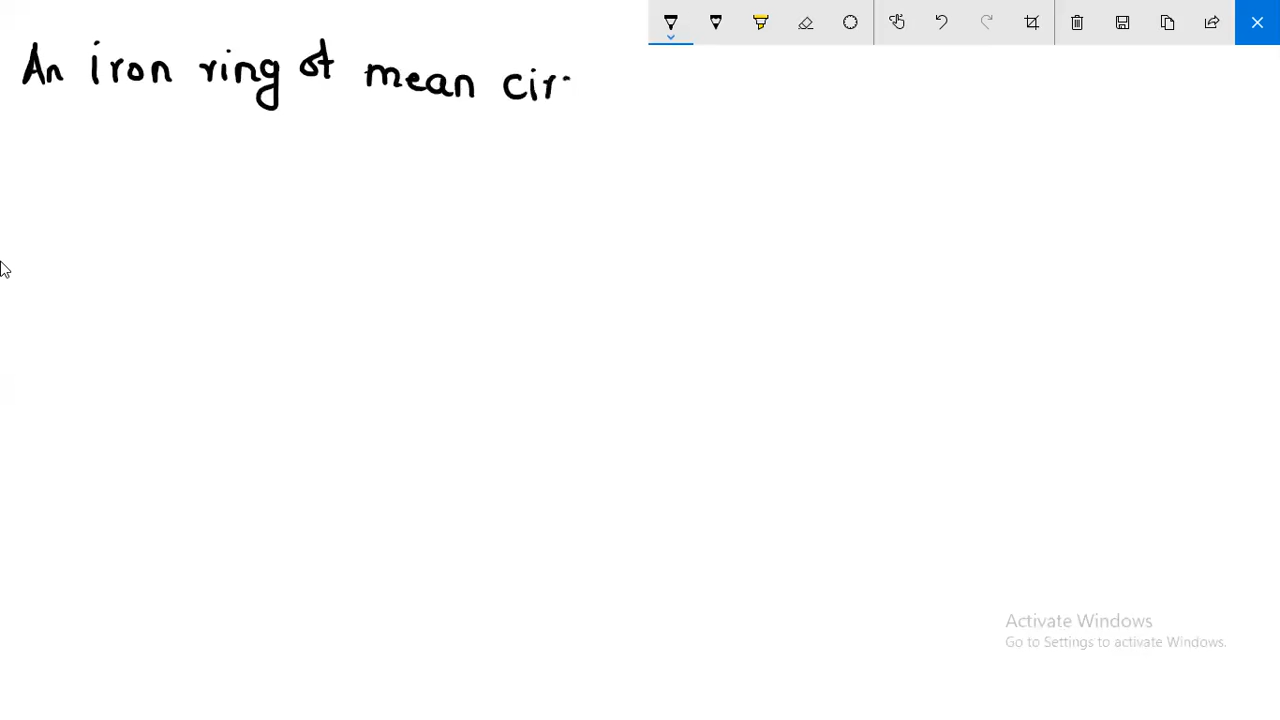 An iron ring of mean cir
Activate Windows
Go to Settings to activate Windows.